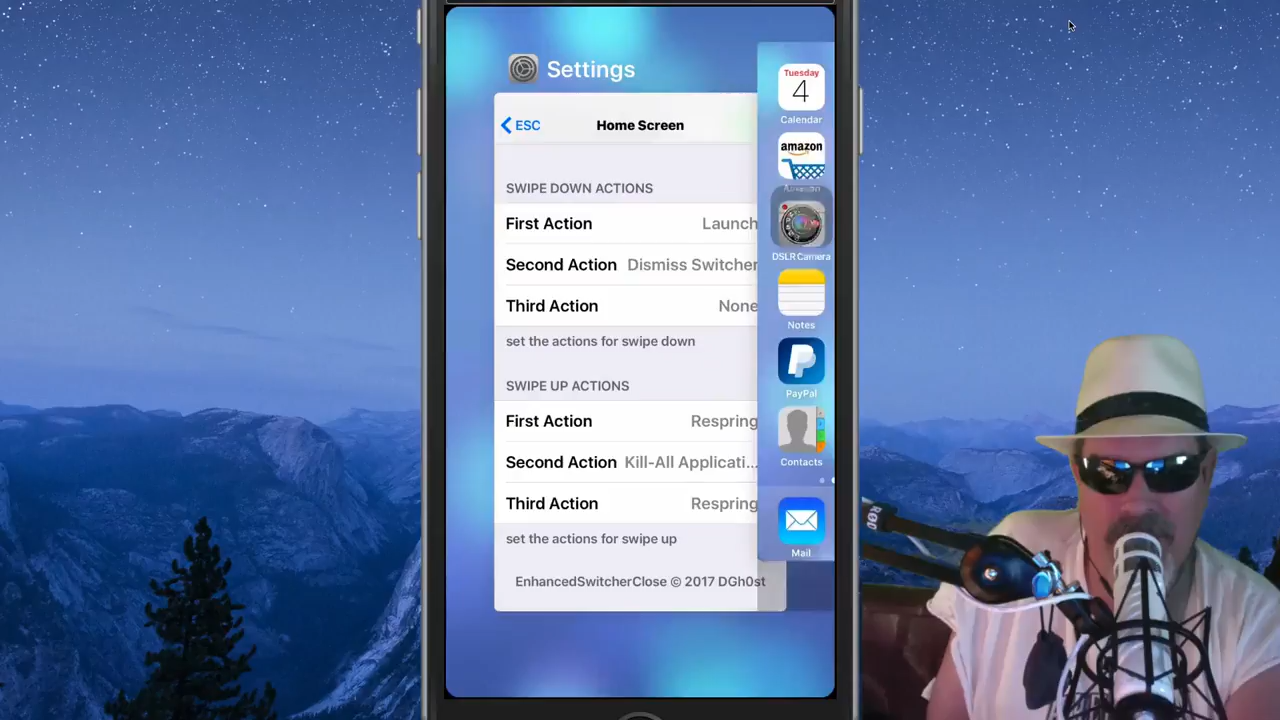 Settings
ESC
Home Screen
SWIPE DOWN ACTIONS
First Action Launch
Second Action Dismiss Switcher
Third Action None
set the actions for swipe down
SWIPE UP ACTIONS
First Action Respring
Second Action Kill-All Applicati...
Third Action Respring
set the actions for swipe up
EnhancedSwitcherClose © 2017 DGh0st
Tuesday
4
Calendar
amazon
DSLR Camera
Notes
PayPal
Contacts
Mail